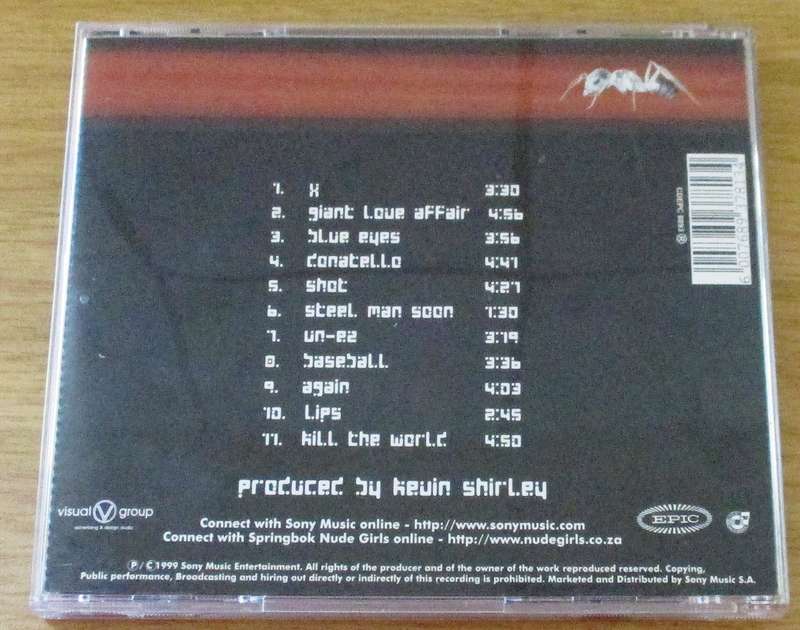 1. X 3:30
2. giant love affair 4:56
3. blue eyes 3:56
4. donatello 4:41
5. shot 4:27
6. steel man soon 1:30
7. un-ez 3:19
8. baseball 3:36
9. again 4:03
10. lips 2:45
11. kill the world 4:50
produced by kevin shirley
visual V group
advertising & design studio
EPIC
Connect with Sony Music online - http://www.sonymusic.com
Connect with Springbok Nude Girls online - http://www.nudegirls.co.za
Ⓟ/© 1999 Sony Music Entertainment. All rights of the producer and of the owner of the work reproduced reserved. Copying,
Public performance, Broadcasting and hiring out directly or indirectly of this recording is prohibited. Marketed and Distributed by Sony Music S.A.